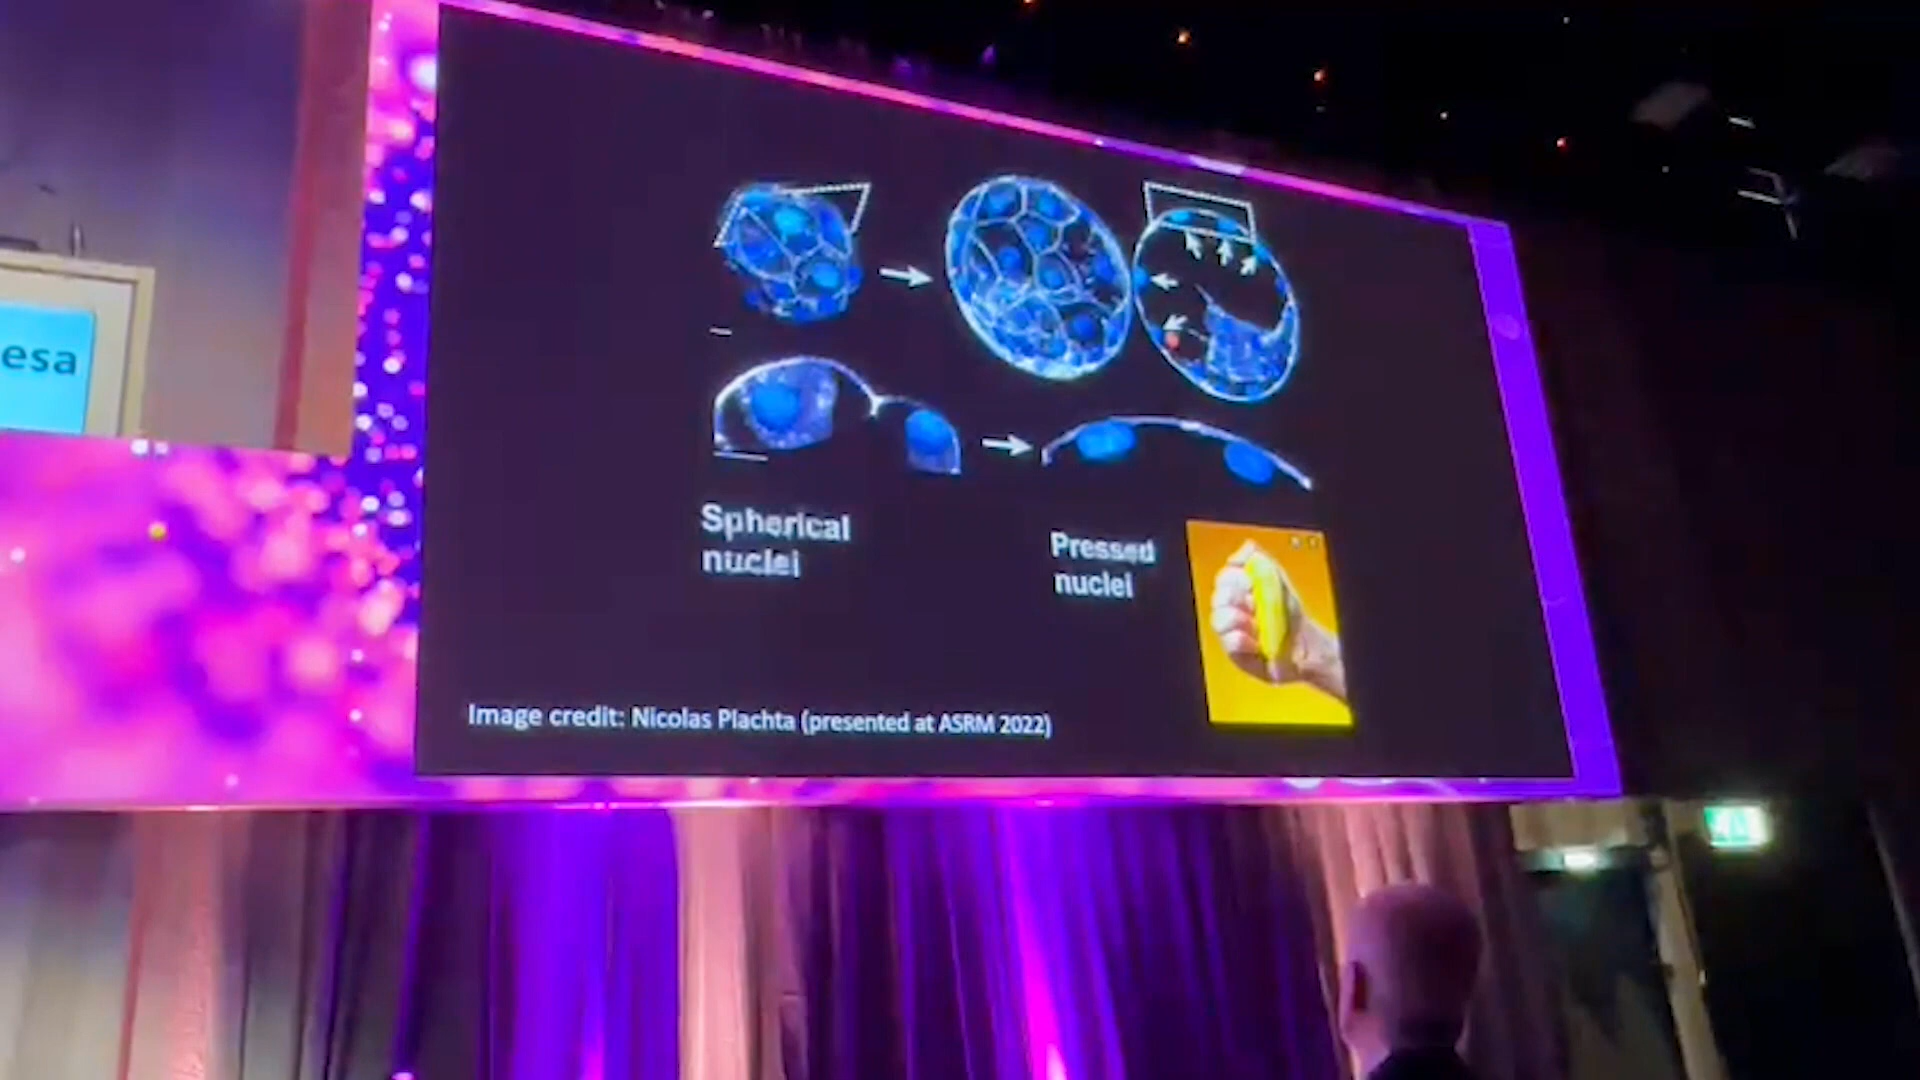 esa
Spherical
nuclei
Pressed
nuclei
Image credit: Nicolas Plachta (presented at ASRM 2022)